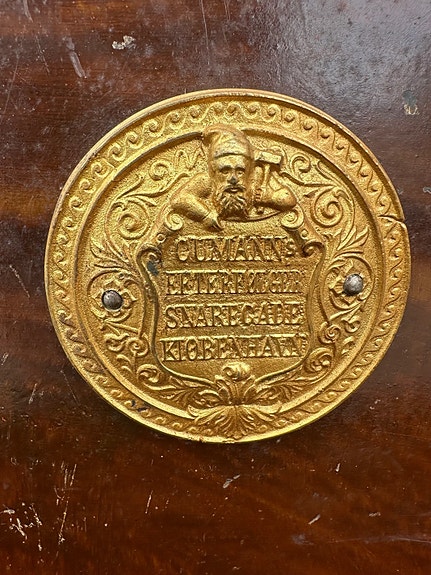 CUMANNS
EFTERFØLGER
SNAREGADE
KIØBENHAVN